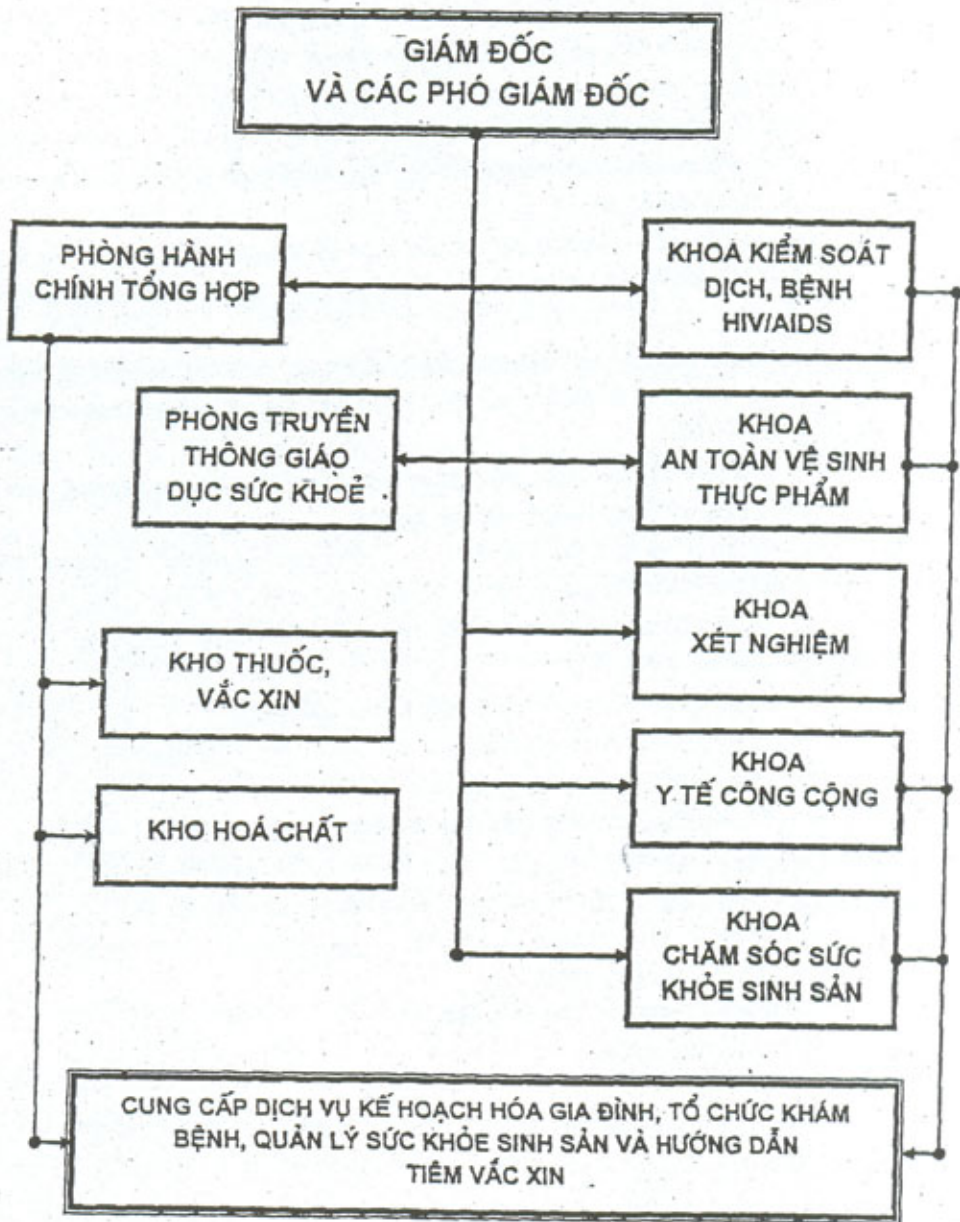 GIÁM ĐỐC
VÀ CÁC PHÓ GIÁM ĐỐC
PHÒNG HÀNH
CHÍNH TỔNG HỢP
KHOA KIỂM SOÁT
DỊCH, BỆNH
HIV/AIDS
PHÒNG TRUYỀN
THÔNG GIÁO
DỤC SỨC KHOẺ
KHOA
AN TOÀN VỆ SINH
THỰC PHẨM
KHOA
XÉT NGHIỆM
KHO THUỐC,
VẮC XIN
KHOA
Y TẾ CÔNG CỘNG
KHO HOÁ CHẤT
KHOA
CHĂM SÓC SỨC
KHỎE SINH SẢN
CUNG CẤP DỊCH VỤ KẾ HOẠCH HÓA GIA ĐÌNH, TỔ CHỨC KHÁM
BỆNH, QUẢN LÝ SỨC KHỎE SINH SẢN VÀ HƯỚNG DẪN
TIÊM VẮC XIN